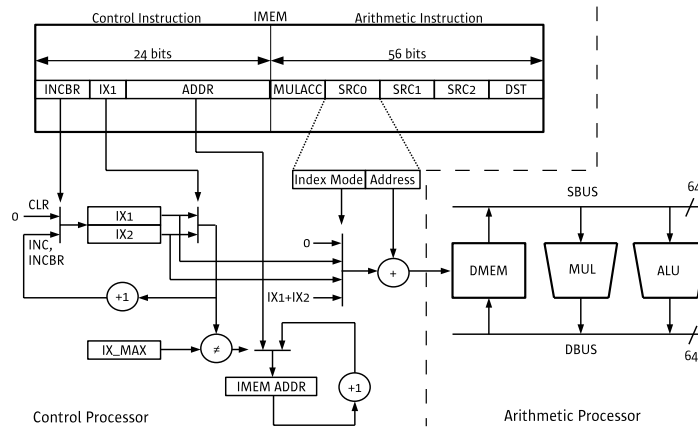 Control Instruction IMEM Arithmetic Instruction
24 bits 56 bits
INCBR IX1 ADDR MULACC SRC0 SRC1 SRC2 DST
Index Mode Address
SBUS 64
0 CLR IX1
IX2
INC,
INCBR
0
+
DMEM MUL ALU
+1
IX1+IX2
IX_MAX ≠
DBUS 64
IMEM ADDR +1
Control Processor Arithmetic Processor